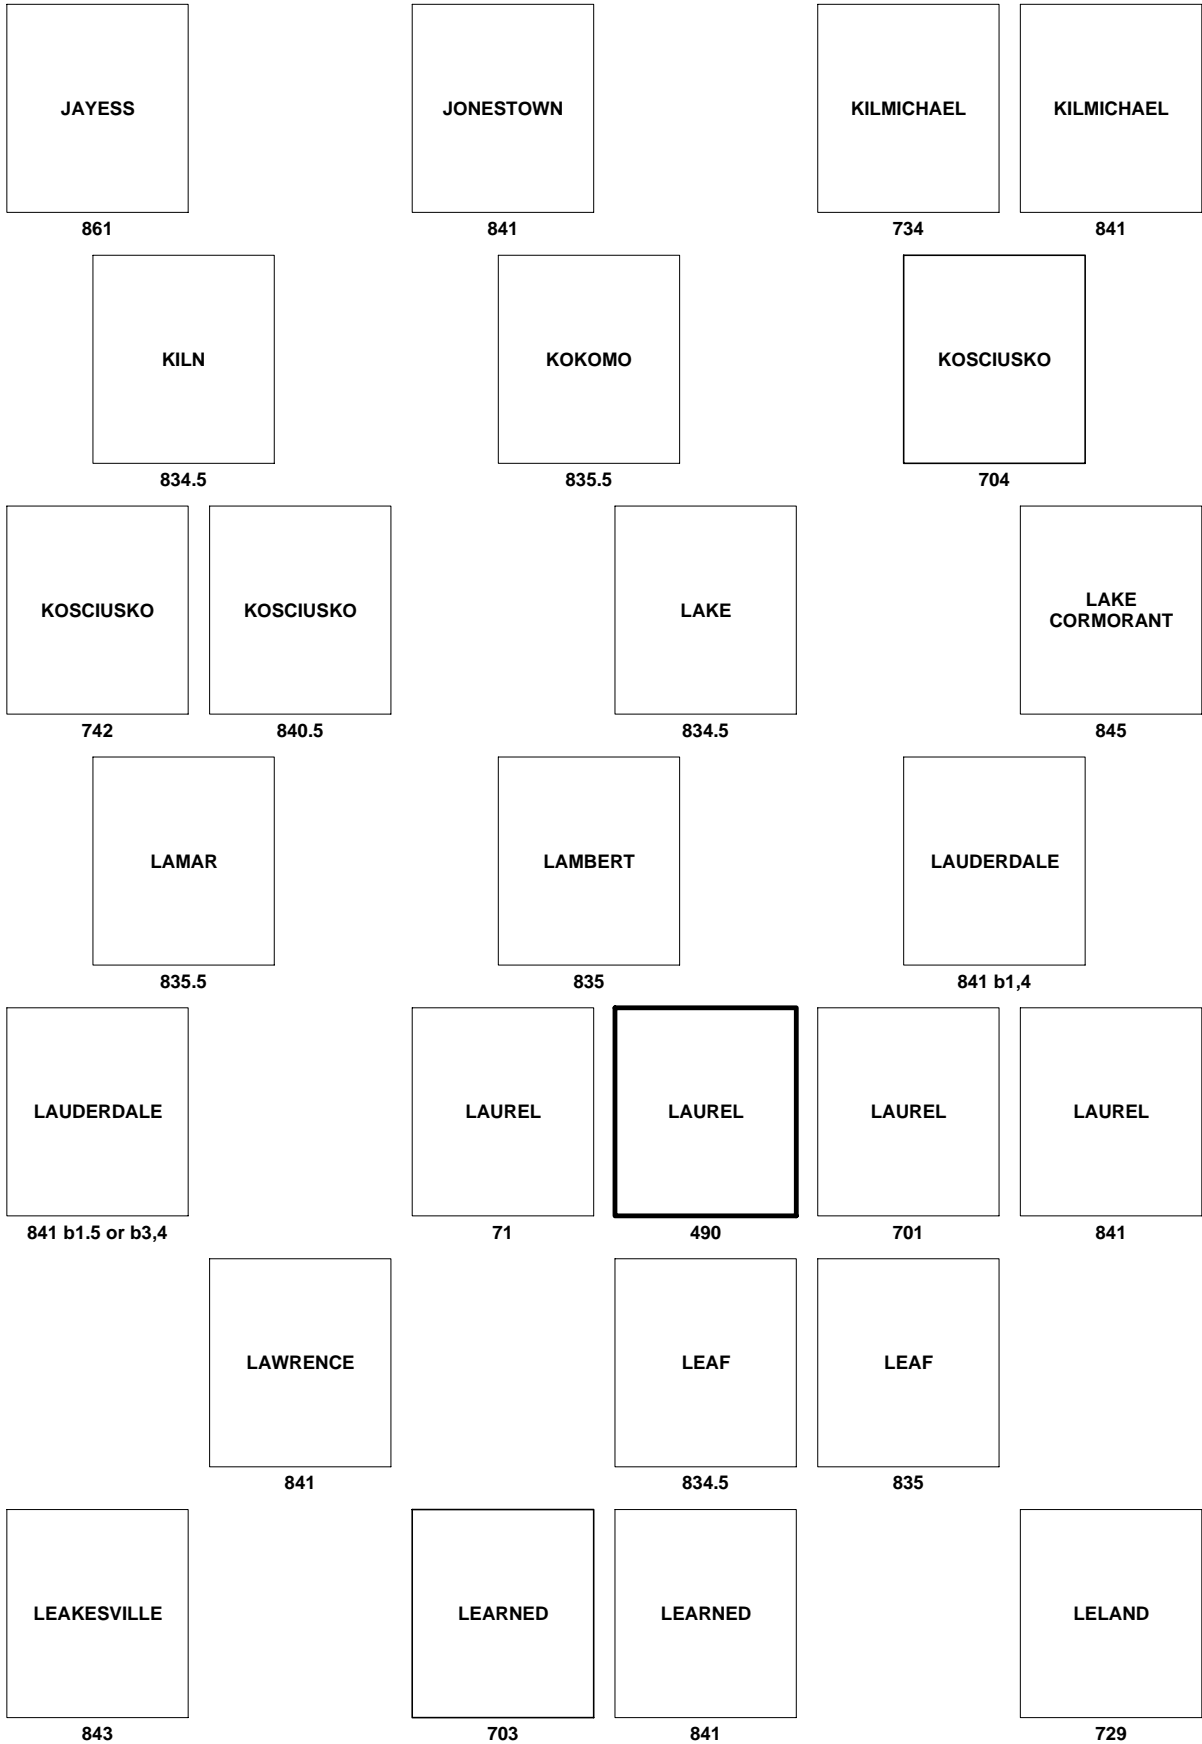 JAYESS
JONESTOWN
KILMICHAEL
KILMICHAEL
861
841
734
841
KILN
KOKOMO
KOSCIUSKO
834.5
835.5
704
KOSCIUSKO
KOSCIUSKO
LAKE
LAKE
CORMORANT
742
840.5
834.5
845
LAMAR
LAMBERT
LAUDERDALE
835.5
835
841 b1,4
LAUDERDALE
LAUREL
LAUREL
LAUREL
LAUREL
841 b1.5 or b3,4
71
490
701
841
LAWRENCE
LEAF
LEAF
841
834.5
835
LEAKESVILLE
LEARNED
LEARNED
LELAND
843
703
841
729